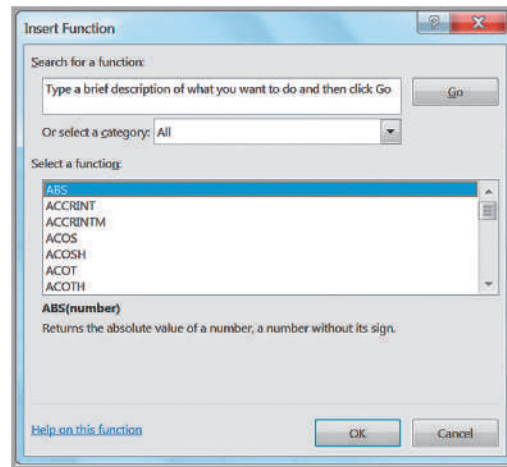 Insert Function
Search for a function:
Type a brief description of what you want to do and then click Go
Go
Or select a category: All
Select a function:
ABS
ACCRINT
ACCRINTM
ACOS
ACOSH
ACOT
ACOTH
ABS(number)
Returns the absolute value of a number, a number without its sign.
Help on this function
OK
Cancel